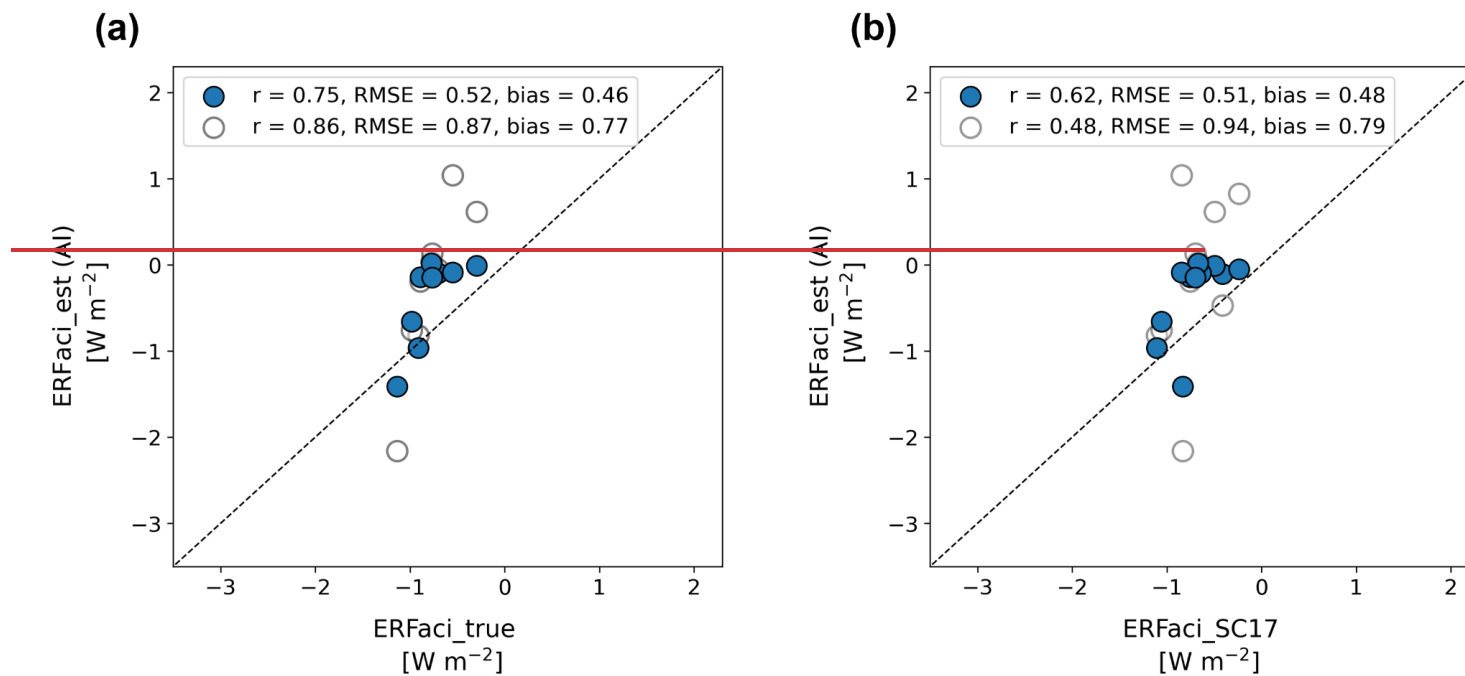 (a)
r = 0.75, RMSE = 0.52, bias = 0.46
r = 0.86, RMSE = 0.87, bias = 0.77
2
1
0
−1
−2
−3
ERFaci_est (AI)
[W m⁻²]
−3
−2
−1
0
1
2
ERFaci_true
[W m⁻²]
(b)
r = 0.62, RMSE = 0.51, bias = 0.48
r = 0.48, RMSE = 0.94, bias = 0.79
2
1
0
−1
−2
−3
ERFaci_est (AI)
[W m⁻²]
−3
−2
−1
0
1
2
ERFaci_SC17
[W m⁻²]